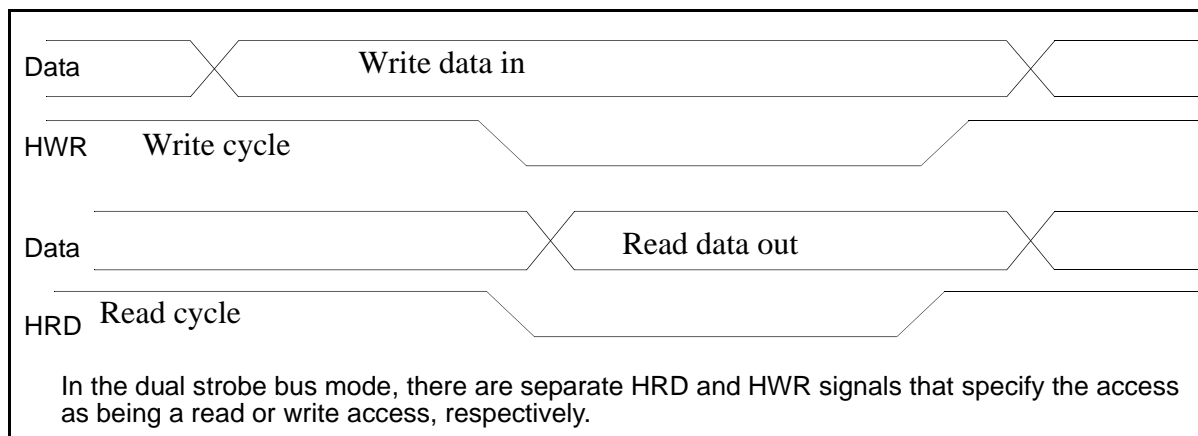 Data Write data in
HWR Write cycle
Data Read data out
HRD Read cycle
In the dual strobe bus mode, there are separate HRD and HWR signals that specify the access
as being a read or write access, respectively.